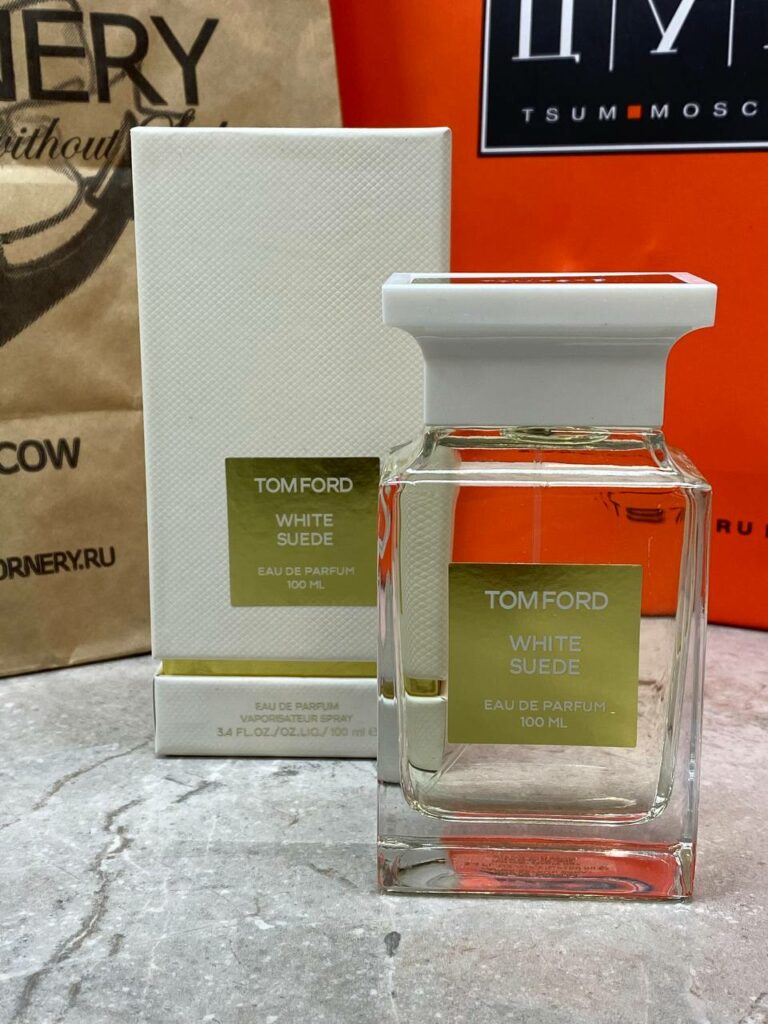 NERY
without
COW
ORNERY.RU
ЦУ
TSUM MOSC
RU
TOM FORD
WHITE
SUEDE
EAU DE PARFUM
100 ML
EAU DE PARFUM
VAPORISATEUR SPRAY
3.4 FL.OZ./OZ.LIQ./ 100 ml e
TOM FORD
WHITE
SUEDE
EAU DE PARFUM
100 ML